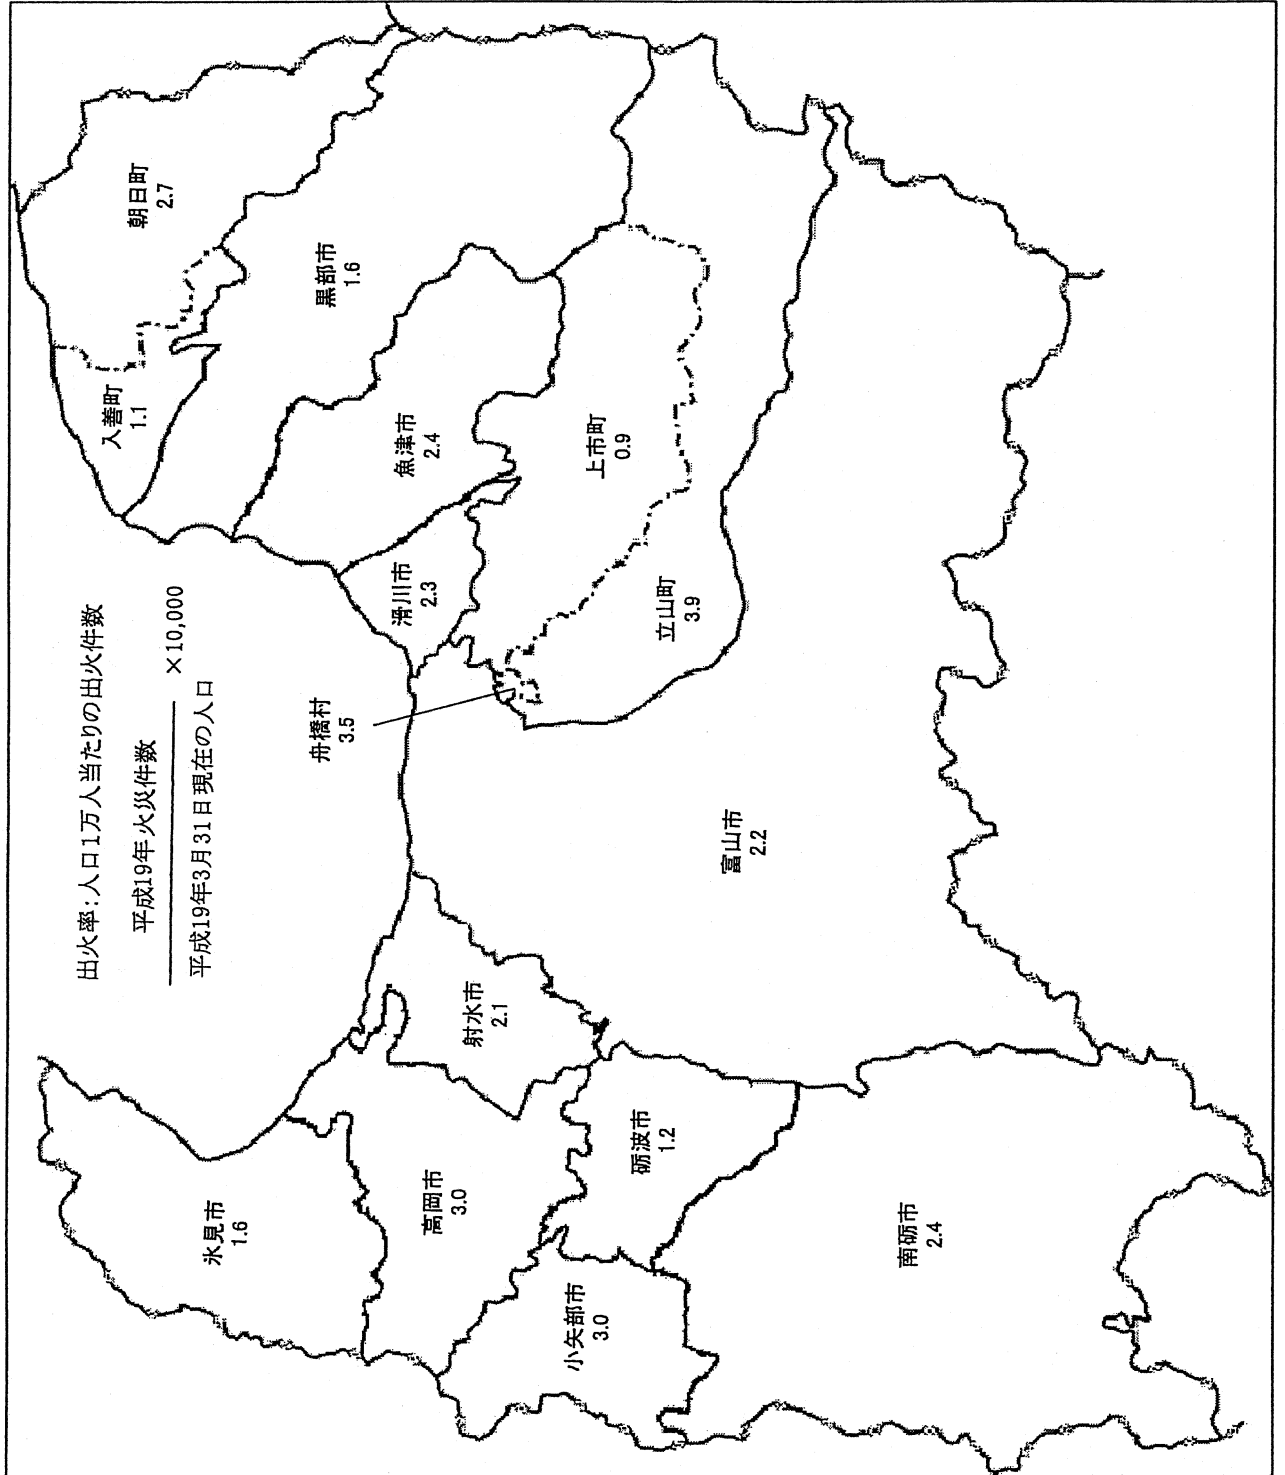 出火率：人口1万人当たりの出火件数
平成19年火災件数
×10,000
平成19年3月31日現在の人口
朝日町
2.7
入善町
1.1
黒部市
1.6
魚津市
2.4
滑川市
2.3
上市町
0.9
立山町
3.9
舟橋村
3.5
富山市
2.2
射水市
2.1
氷見市
1.6
高岡市
3.0
砺波市
1.2
小矢部市
3.0
南砺市
2.4